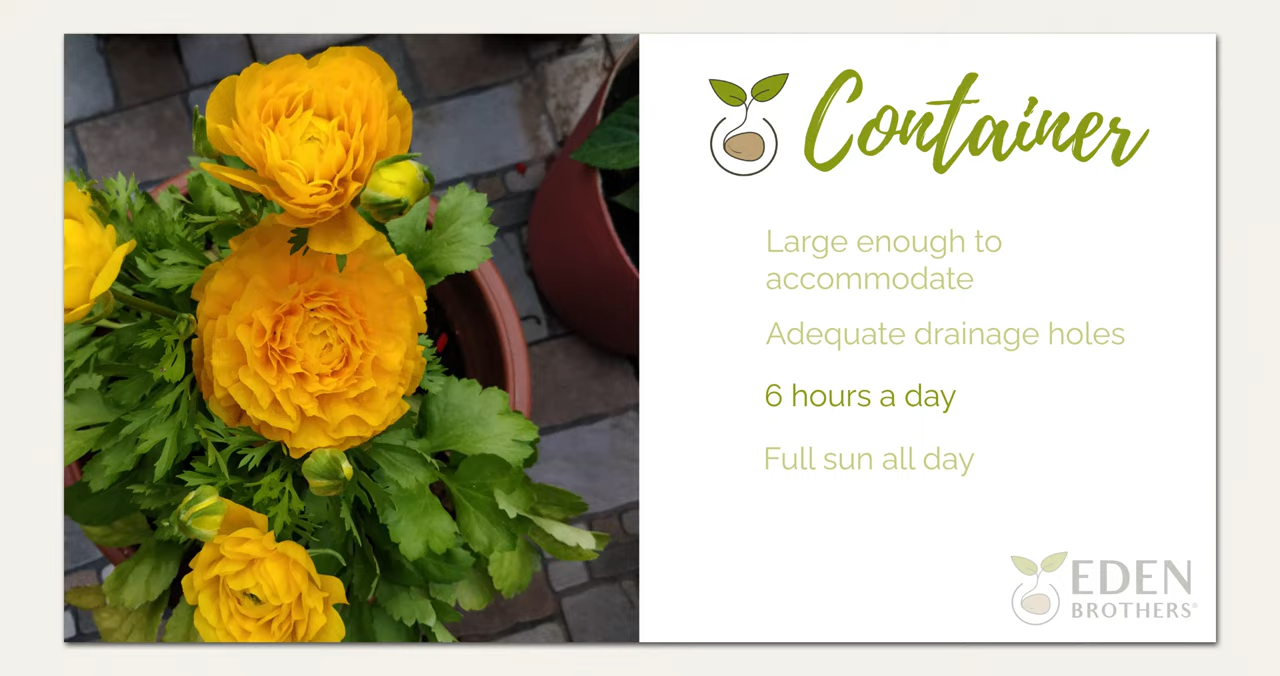 Container
Large enough to
accommodate
Adequate drainage holes
6 hours a day
Full sun all day
EDEN
BROTHERS®